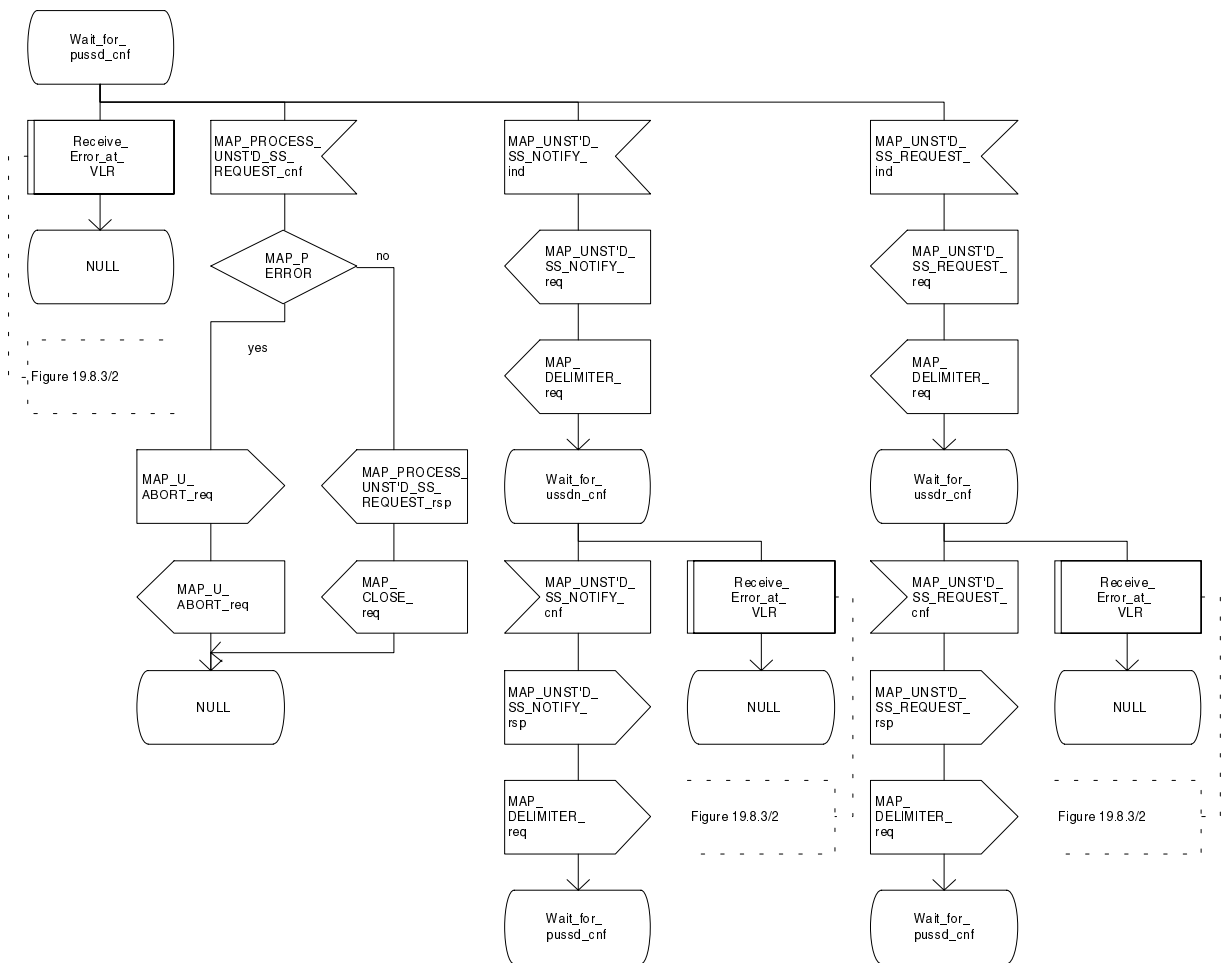 Wait_for_
pussd_cnf
Receive_
Error_at_
VLR
MAP_PROCESS_
UNST'D_SS_
REQUEST_cnf
MAP_UNST'D_
SS_NOTIFY_
ind
MAP_UNST'D_
SS_REQUEST_
ind
NULL
MAP_P
ERROR
no
yes
MAP_UNST'D_
SS_NOTIFY_
req
MAP_UNST'D_
SS_REQUEST_
req
Figure 19.8.3/2
MAP_
DELIMITER_
req
MAP_
DELIMITER_
req
MAP_U_
ABORT_req
MAP_PROCESS_
UNST'D_SS_
REQUEST_rsp
Wait_for_
ussdn_cnf
Wait_for_
ussdr_cnf
MAP_U_
ABORT_req
MAP_
CLOSE_
req
MAP_UNST'D_
SS_NOTIFY_
cnf
Receive_
Error_at_
VLR
MAP_UNST'D_
SS_REQUEST_
cnf
Receive_
Error_at_
VLR
NULL
MAP_UNST'D_
SS_NOTIFY_
rsp
NULL
MAP_UNST'D_
SS_REQUEST_
rsp
NULL
MAP_
DELIMITER_
req
Figure 19.8.3/2
MAP_
DELIMITER_
req
Figure 19.8.3/2
Wait_for_
pussd_cnf
Wait_for_
pussd_cnf